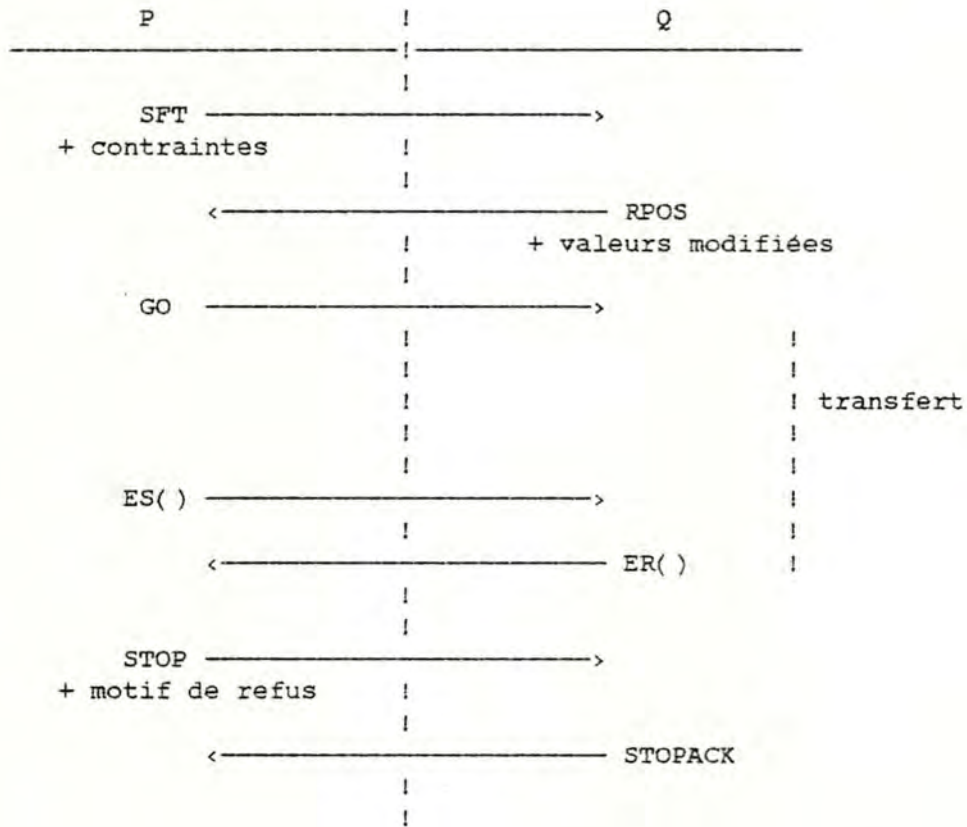 P ! Q
SFT
+ contraintes
RPOS
+ valeurs modifiées
GO
transfert
ES( )
ER( )
STOP
+ motif de refus
STOPACK